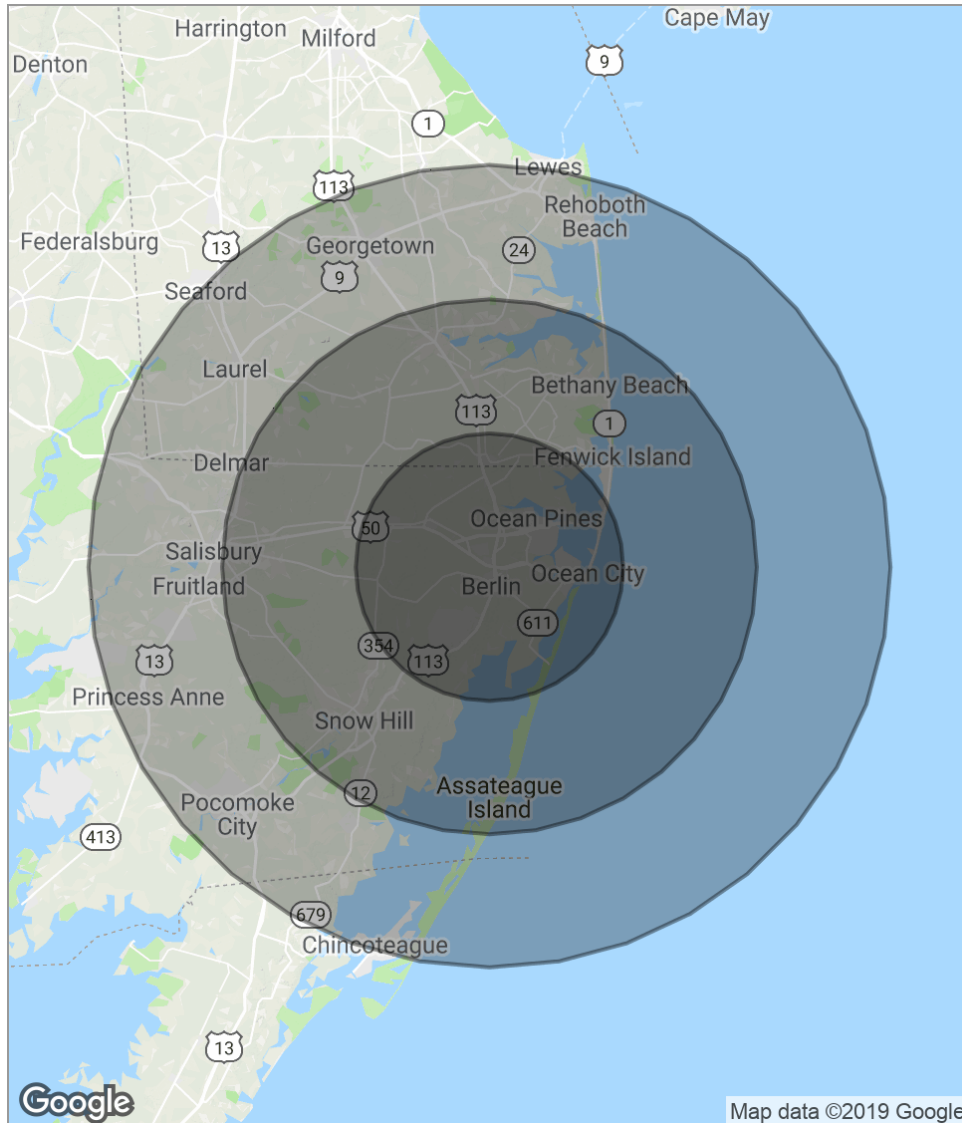 Cape May
Harrington
Milford
Denton
9
1
Lewes
113
Rehoboth
Beach
Federalsburg
13
Georgetown
24
9
Seaford
Laurel
Bethany Beach
113
1
Delmar
Fenwick Island
50
Ocean Pines
Salisbury
Fruitland
Berlin
Ocean City
611
354
13
113
Princess Anne
Snow Hill
12
Assateague
Island
Pocomoke
City
413
679
Chincoteague
13
Google
Map data ©2019 Google